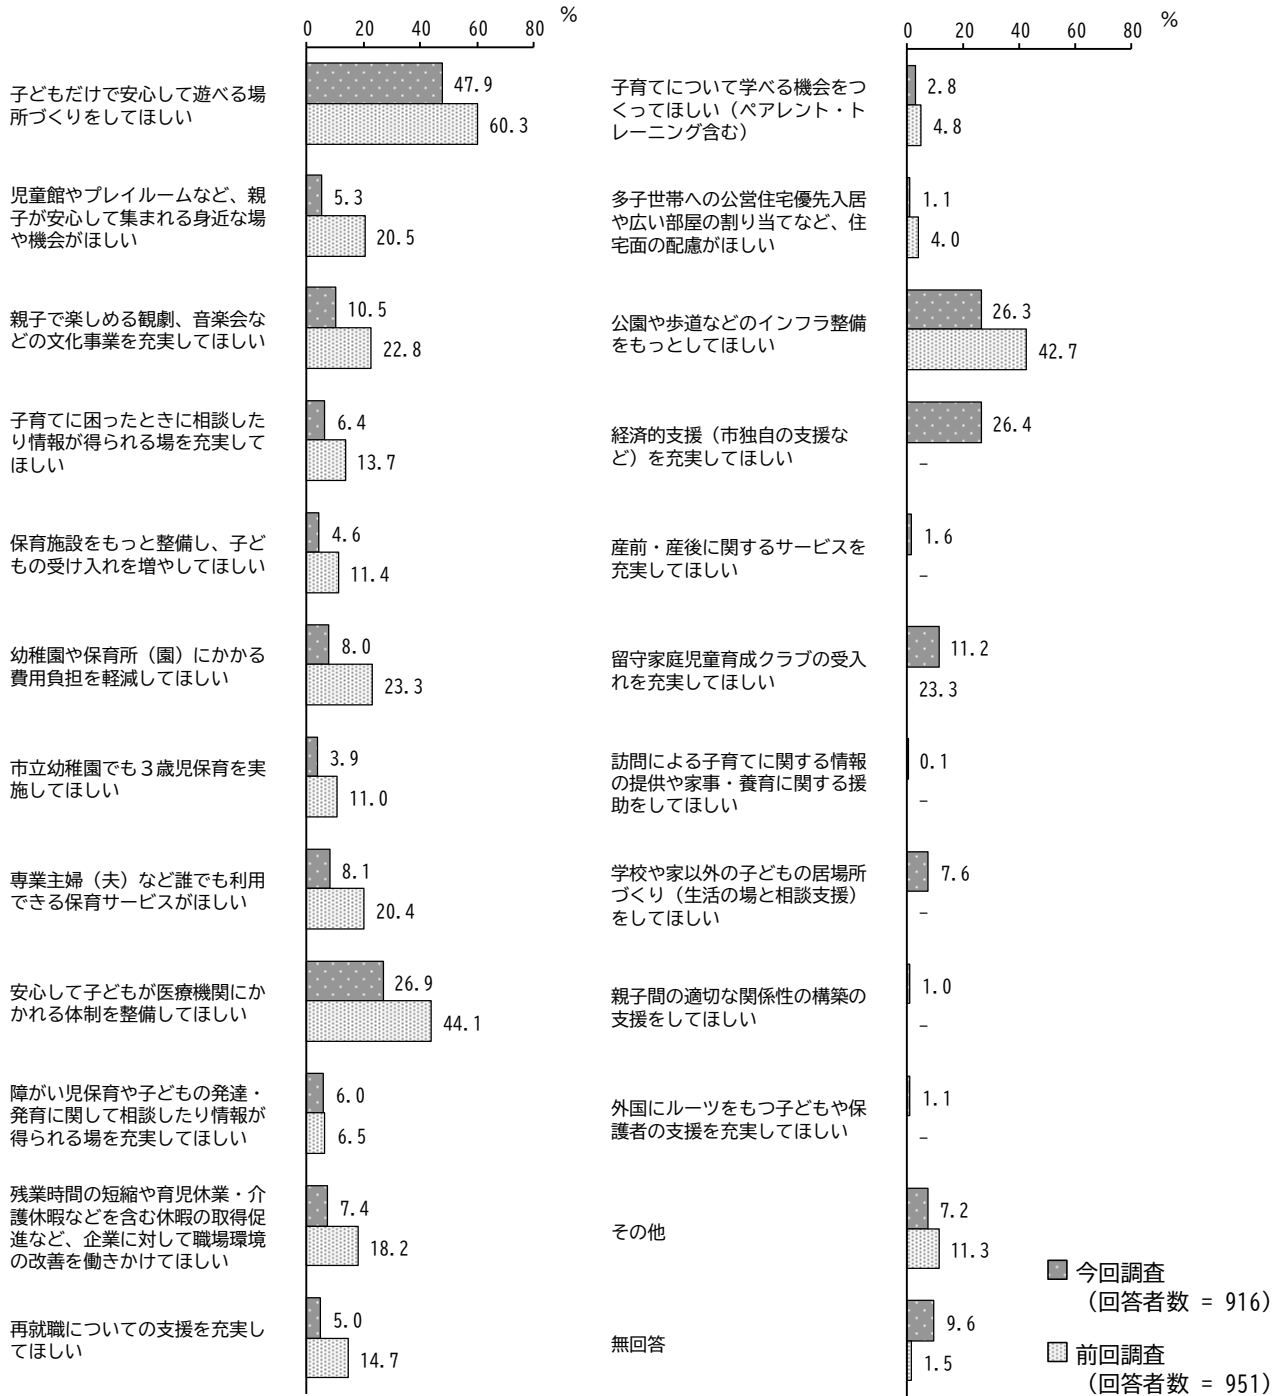 0 20 40 60 80 %
子どもだけで安心して遊べる場
所づくりをしてほしい
47.9
60.3
児童館やプレイルームなど、親
子が安心して集まれる身近な場
や機会がほしい
5.3
20.5
親子で楽しめる観劇、音楽会な
どの文化事業を充実してほしい
10.5
22.8
子育てに困ったときに相談した
り情報が得られる場を充実して
ほしい
6.4
13.7
保育施設をもっと整備し、子ど
もの受け入れを増やしてほしい
4.6
11.4
幼稚園や保育所（園）にかかる
費用負担を軽減してほしい
8.0
23.3
市立幼稚園でも３歳児保育を実
施してほしい
3.9
11.0
専業主婦（夫）など誰でも利用
できる保育サービスがほしい
8.1
20.4
安心して子どもが医療機関にか
かれる体制を整備してほしい
26.9
44.1
障がい児保育や子どもの発達・
発育に関して相談したり情報が
得られる場を充実してほしい
6.0
6.5
残業時間の短縮や育児休業・介
護休暇などを含む休暇の取得促
進など、企業に対して職場環境
の改善を働きかけてほしい
7.4
18.2
再就職についての支援を充実し
てほしい
5.0
14.7
0 20 40 60 80 %
子育てについて学べる機会をつ
くってほしい（ペアレント・ト
レーニング含む）
2.8
4.8
多子世帯への公営住宅優先入居
や広い部屋の割り当てなど、住
宅面の配慮がほしい
1.1
4.0
公園や歩道などのインフラ整備
をもっとしてほしい
26.3
42.7
経済的支援（市独自の支援な
ど）を充実してほしい
26.4
－
産前・産後に関するサービスを
充実してほしい
1.6
－
留守家庭児童育成クラブの受入
れを充実してほしい
11.2
23.3
訪問による子育てに関する情報
の提供や家事・養育に関する援
助をしてほしい
0.1
－
学校や家以外の子どもの居場所
づくり（生活の場と相談支援）
をしてほしい
7.6
－
親子間の適切な関係性の構築の
支援をしてほしい
1.0
－
外国にルーツをもつ子どもや保
護者の支援を充実してほしい
1.1
－
その他
7.2
11.3
無回答
9.6
1.5
今回調査
（回答者数 = 916）
前回調査
（回答者数 = 951）